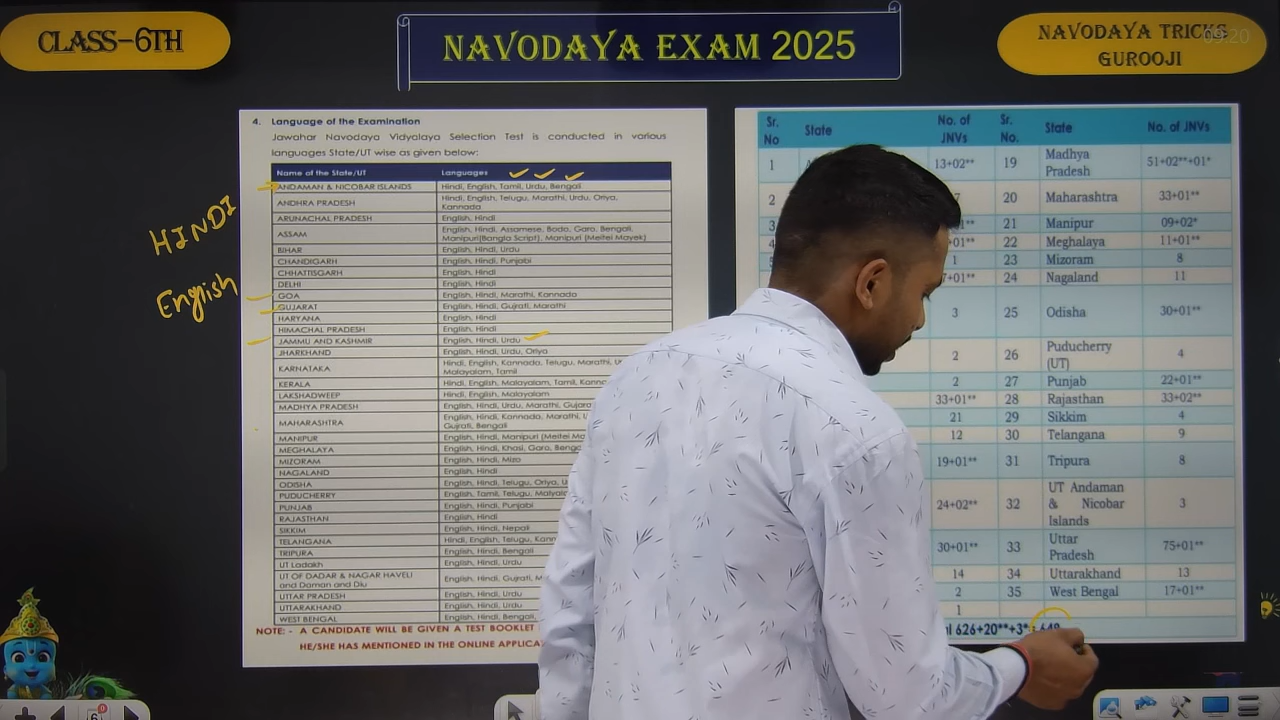 CLASS-6TH
NAVODAYA EXAM 2025
NAVODAYA TRICKS
GUROOJI
09:20
HINDI
English
4. Language of the Examination
Jawahar Navodaya Vidyalaya Selection Test is conducted in various
languages State/UT wise as given below:
Name of the State/UT Languages
ANDAMAN & NICOBAR ISLANDS Hindi, English, Tamil, Urdu, Bengali
ANDHRA PRADESH Hindi, English, Telugu, Marathi, Urdu, Oriya,
Kannada
ARUNACHAL PRADESH English, Hindi
ASSAM English, Hindi, Assamese, Bodo, Garo, Bengali,
Manipuri(Bangla Script), Manipuri (Meitei Mayek)
BIHAR English, Hindi, Urdu
CHANDIGARH English, Hindi, Punjabi
CHHATTISGARH English, Hindi
DELHI English, Hindi
GOA English, Hindi, Marathi, Kannada
GUJARAT English, Hindi, Gujrati, Marathi
HARYANA English, Hindi
HIMACHAL PRADESH English, Hindi
JAMMU AND KASHMIR English, Hindi, Urdu
JHARKHAND English, Hindi, Urdu, Oriya
KARNATAKA Hindi, English, Kannada, Telugu, Marathi,
Malayalam, Tamil
KERALA Hindi, English, Malayalam, Tamil,
LAKSHADWEEP Hindi, English, Malayalam
MADHYA PRADESH English, Hindi, Urdu, Marathi,
MAHARASHTRA English, Hindi, Kannada, Marathi,
Gujrati, Bengali
MANIPUR English, Hindi, Manipuri (Meitei
MEGHALAYA English, Hindi, Khasi, Garo,
MIZORAM English, Hindi, Mizo
NAGALAND English, Hindi
ODISHA English, Hindi, Telugu, Oriya,
PUDUCHERRY English, Tamil, Telugu,
PUNJAB English, Hindi, Punjabi
RAJASTHAN English, Hindi
SIKKIM English, Hindi, Nepali
TELANGANA Hindi, English, Telugu,
TRIPURA English, Hindi, Bengali
UT Ladakh English, Hindi, Urdu
UT OF DADAR & NAGAR HAVELI
and Daman and Diu English, Hindi, Gujrati,
UTTAR PRADESH English, Hindi, Urdu
UTTARAKHAND English, Hindi, Urdu
WEST BENGAL English, Hindi, Bengali,
NOTE: - A CANDIDATE WILL BE GIVEN A TEST BOOKLET
HE/SHE HAS MENTIONED IN THE ONLINE
Sr. No State No. of JNVs Sr. No. State No. of JNVs
1 13+02** 19 Madhya Pradesh 51+02**+01*
2 20 Maharashtra 33+01**
3 21 Manipur 09+02*
4 22 Meghalaya 11+01**
1 23 Mizoram 8
24 Nagaland 11
3 25 Odisha 30+01**
2 26 Puducherry (UT) 4
2 27 Punjab 22+01**
33+01** 28 Rajasthan 33+02**
21 29 Sikkim 4
12 30 Telangana 9
19+01** 31 Tripura 8
24+02** 32 UT Andaman & Nicobar Islands 3
30+01** 33 Uttar Pradesh 75+01**
14 34 Uttarakhand 13
2 35 West Bengal 17+01**
1
626+20**+3*
6